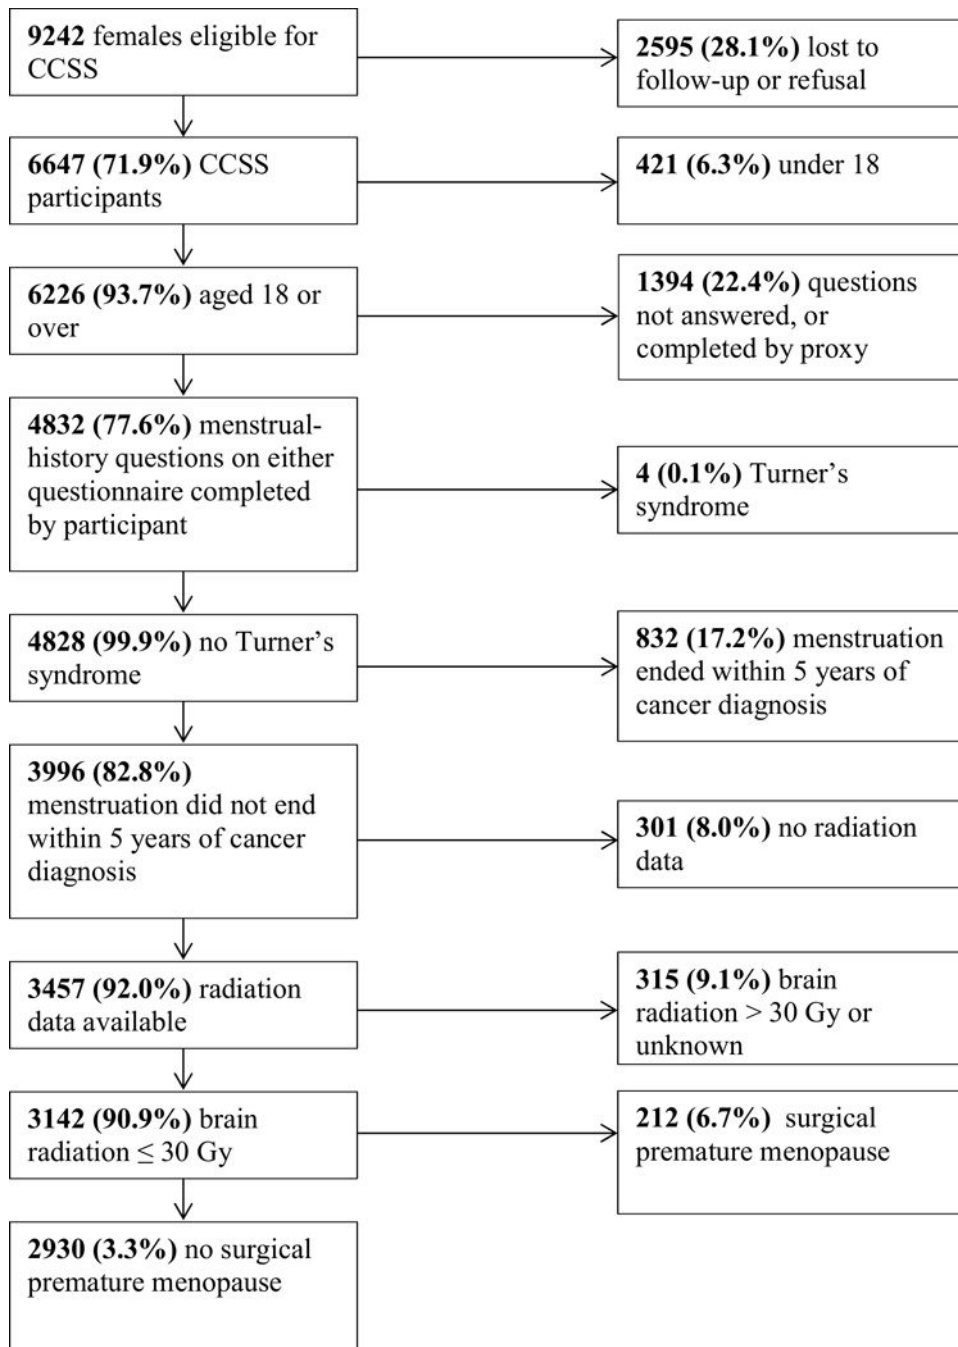 9242 females eligible for
CCSS
2595 (28.1%) lost to
follow-up or refusal
6647 (71.9%) CCSS
participants
421 (6.3%) under 18
6226 (93.7%) aged 18 or
over
1394 (22.4%) questions
not answered, or
completed by proxy
4832 (77.6%) menstrual-
history questions on either
questionnaire completed
by participant
4 (0.1%) Turner’s
syndrome
4828 (99.9%) no Turner’s
syndrome
832 (17.2%) menstruation
ended within 5 years of
cancer diagnosis
3996 (82.8%)
menstruation did not end
within 5 years of cancer
diagnosis
301 (8.0%) no radiation
data
3457 (92.0%) radiation
data available
315 (9.1%) brain
radiation > 30 Gy or
unknown
3142 (90.9%) brain
radiation ≤ 30 Gy
212 (6.7%) surgical
premature menopause
2930 (3.3%) no surgical
premature menopause